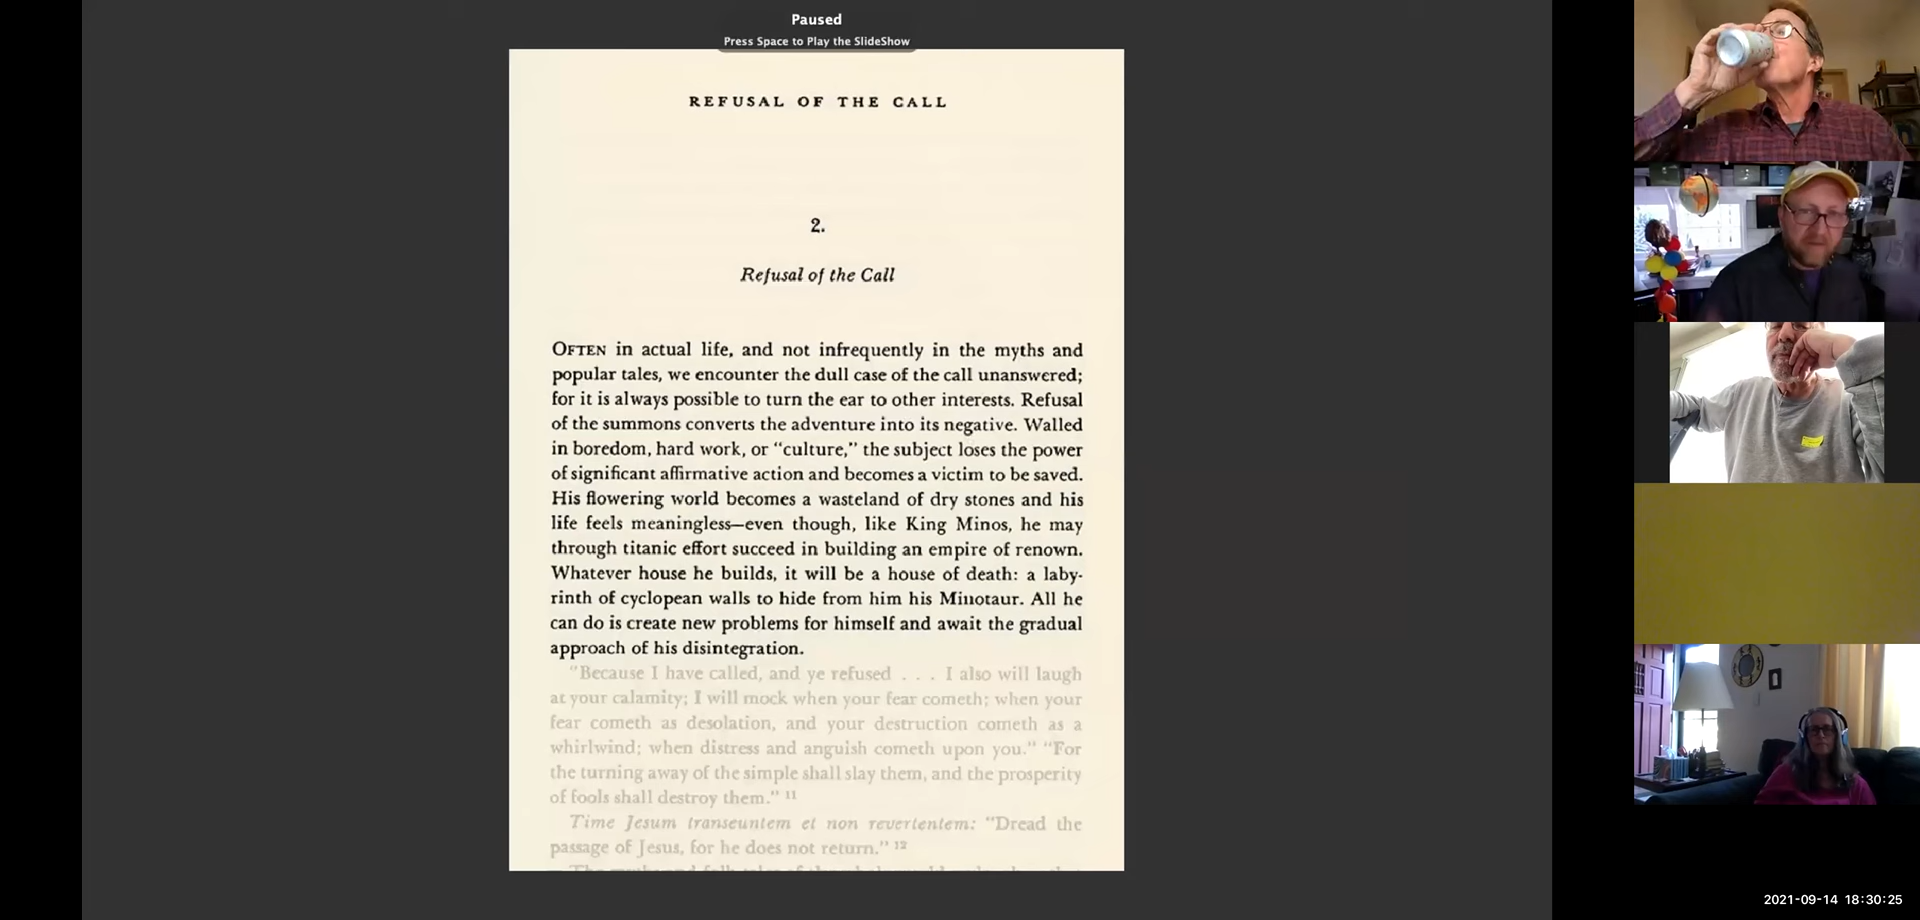 Paused
Press Space to Play the SlideShow
REFUSAL OF THE CALL
2.
Refusal of the Call
OFTEN in actual life, and not infrequently in the myths and
popular tales, we encounter the dull case of the call unanswered;
for it is always possible to turn the ear to other interests. Refusal
of the summons converts the adventure into its negative. Walled
in boredom, hard work, or “culture,” the subject loses the power
of significant affirmative action and becomes a victim to be saved.
His flowering world becomes a wasteland of dry stones and his
life feels meaningless—even though, like King Minos, he may
through titanic effort succeed in building an empire of renown.
Whatever house he builds, it will be a house of death: a laby-
rinth of cyclopean walls to hide from him his Minotaur. All he
can do is create new problems for himself and await the gradual
approach of his disintegration.
“Because I have called, and ye refused . . . I also will laugh
at your calamity; I will mock when your fear cometh; when your
fear cometh as desolation, and your destruction cometh as a
whirlwind; when distress and anguish cometh upon you.” “For
the turning away of the simple shall slay them, and the prosperity
of fools shall destroy them.” 11
Time Jesum transeuntem et non revertentem: “Dread the
passage of Jesus, for he does not return.” 12
2021-09-14 18:30:25